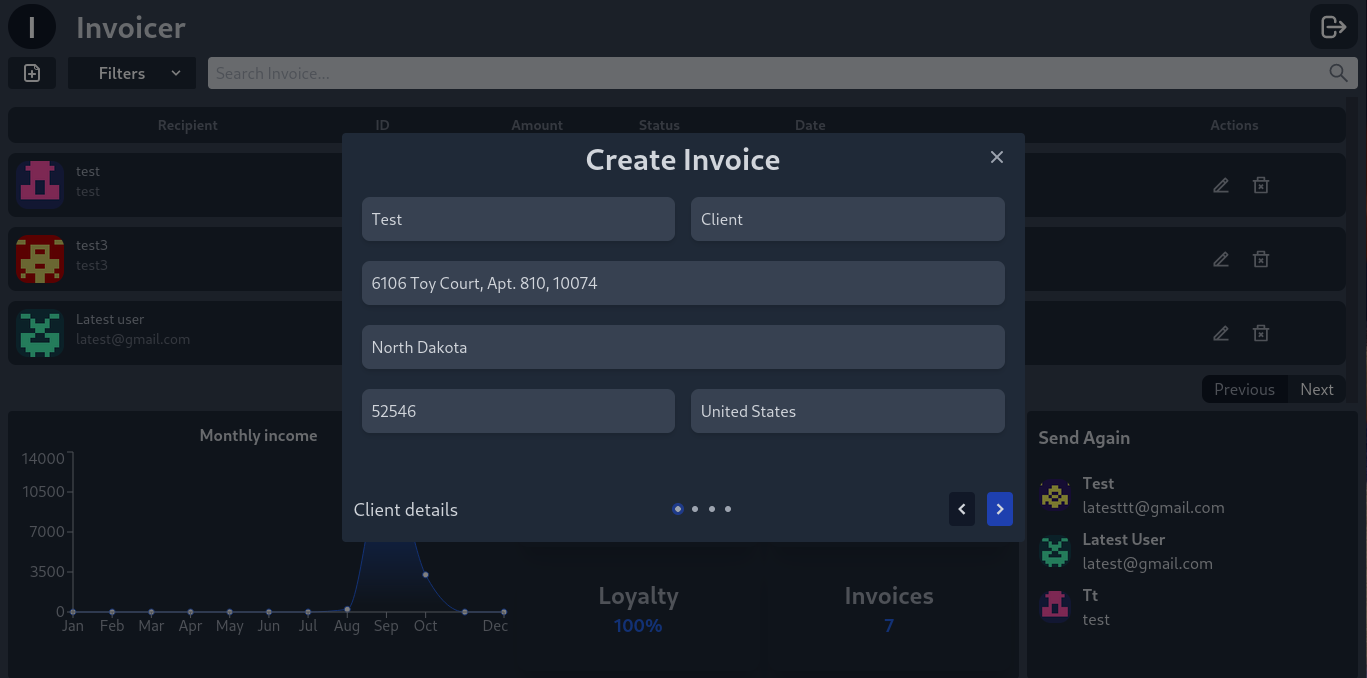 I Invoicer
Filters
Search Invoice...
Recipient ID Amount Status Date Actions
test
test
test3
test3
Latest user
latest@gmail.com
Previous Next
Create Invoice
Test Client
6106 Toy Court, Apt. 810, 10074
North Dakota
52546 United States
Client details
Monthly income
14000
10500
7000
3500
0
Jan Feb Mar Apr May Jun Jul Aug Sep Oct Dec
Loyalty
100%
Invoices
7
Send Again
Test
latesttt@gmail.com
Latest User
latest@gmail.com
Tt
test